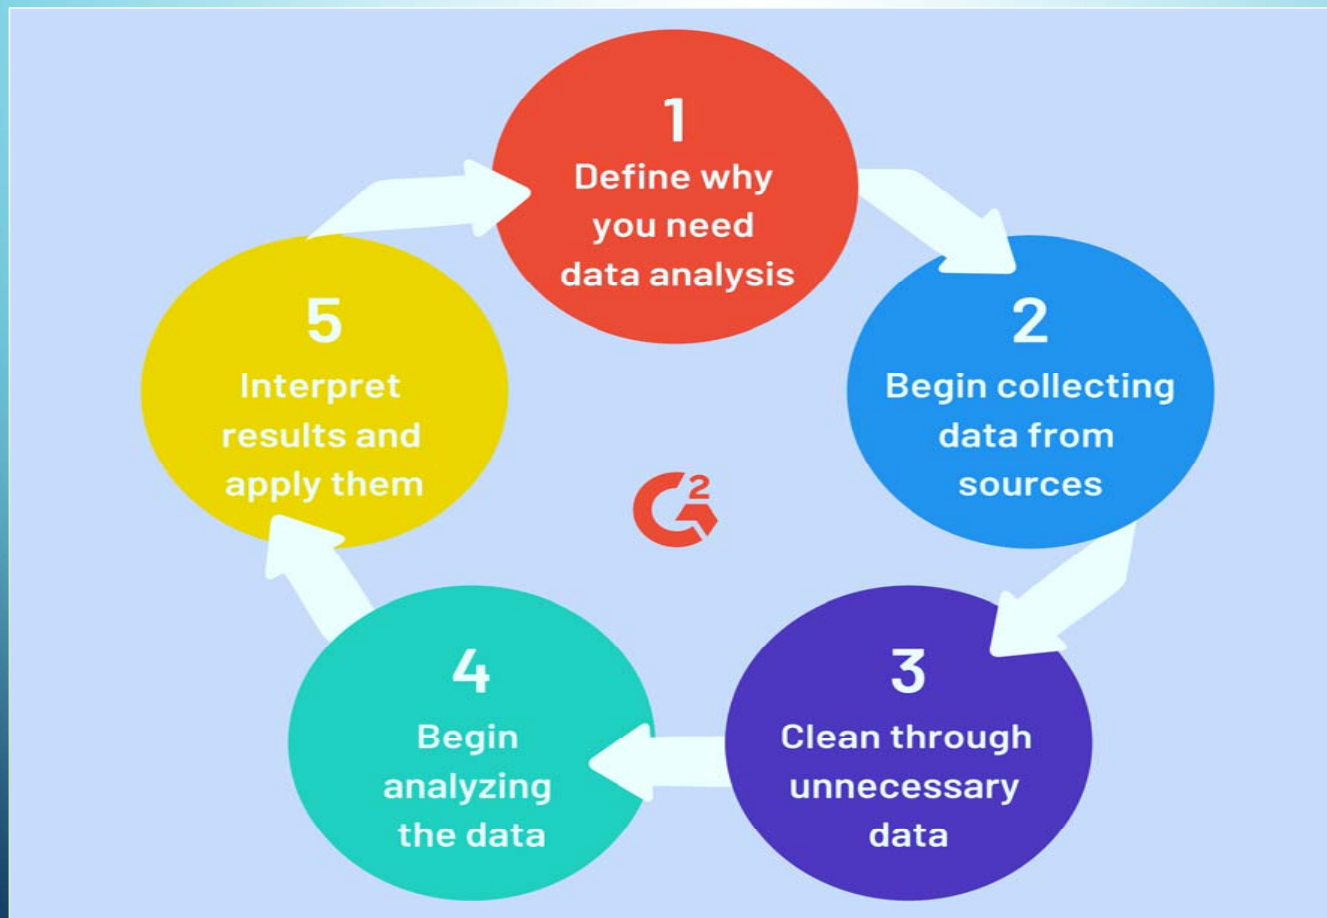 1
Define why
you need
data analysis
2
Begin collecting
data from
sources
3
Clean through
unnecessary
data
4
Begin
analyzing
the data
5
Interpret
results and
apply them
G2